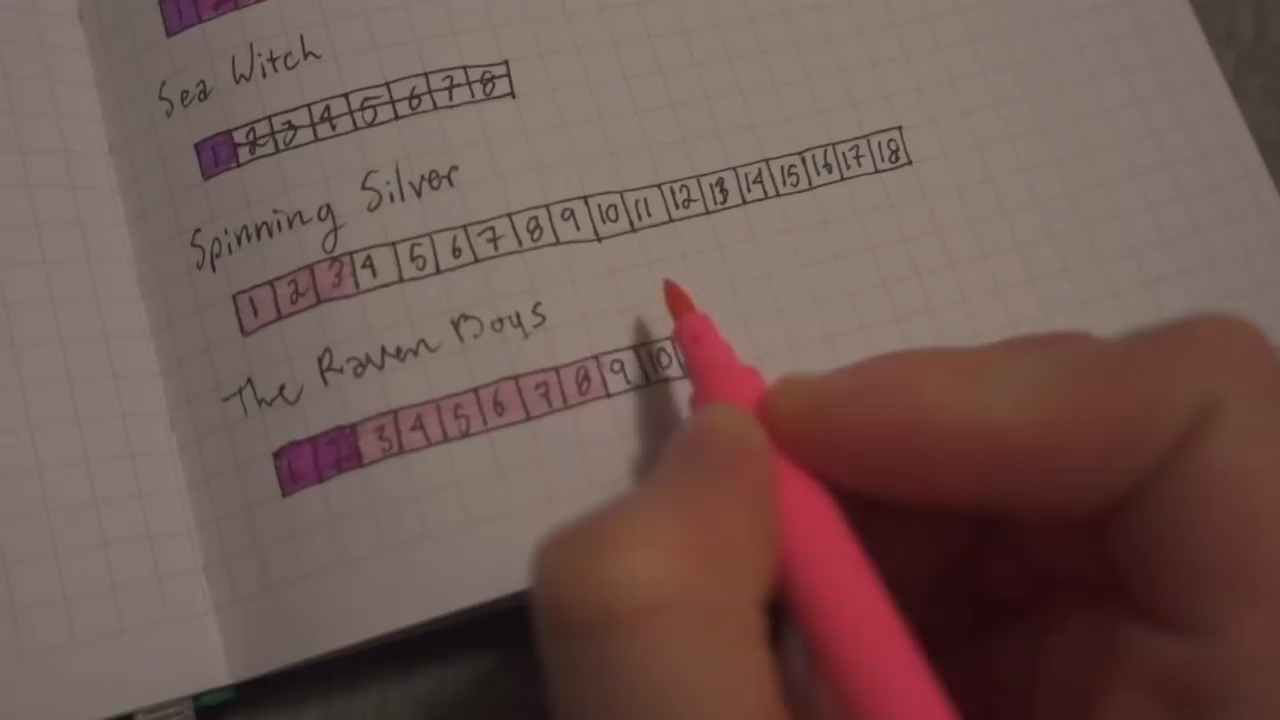 1
Sea Witch
1 2 3 4 5 6 7 8
Spinning Silver
1 2 3 4 5 6 7 8 9 10 11 12 13 14 15 16 17 18
The Raven Boys
1 2 3 4 5 6 7 8 9 10